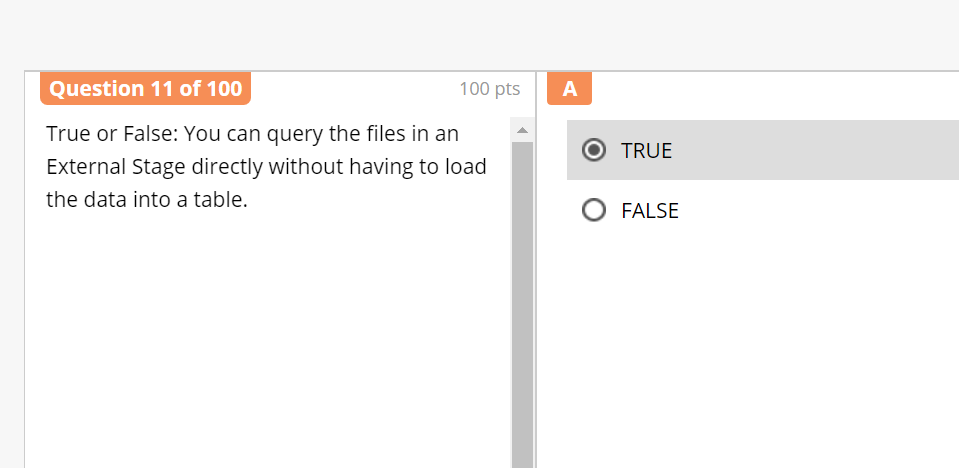 Question 11 of 100
100 pts
True or False: You can query the files in an
External Stage directly without having to load
the data into a table.
A
TRUE
FALSE